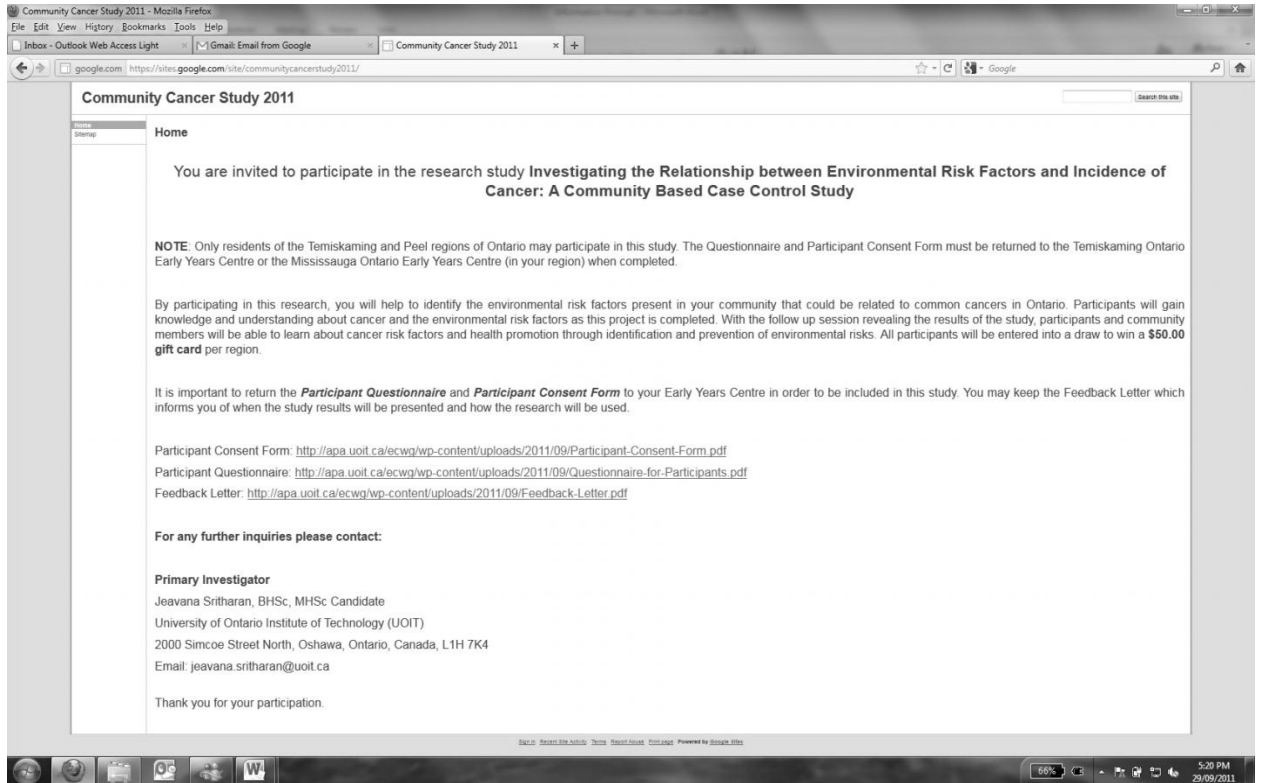 Community Cancer Study 2011 - Mozilla Firefox
File Edit View History Bookmarks Tools Help
Inbox - Outlook Web Access Light × Gmail: Email from Google × Community Cancer Study 2011 × +
google.com https://sites.google.com/site/communitycancerstudy2011/ Google
Community Cancer Study 2011 Search this site
Home
Sitemap
Home
You are invited to participate in the research study Investigating the Relationship between Environmental Risk Factors and Incidence of
Cancer: A Community Based Case Control Study
NOTE: Only residents of the Temiskaming and Peel regions of Ontario may participate in this study. The Questionnaire and Participant Consent Form must be returned to the Temiskaming Ontario
Early Years Centre or the Mississauga Ontario Early Years Centre (in your region) when completed.
By participating in this research, you will help to identify the environmental risk factors present in your community that could be related to common cancers in Ontario. Participants will gain
knowledge and understanding about cancer and the environmental risk factors as this project is completed. With the follow up session revealing the results of the study, participants and community
members will be able to learn about cancer risk factors and health promotion through identification and prevention of environmental risks. All participants will be entered into a draw to win a $50.00
gift card per region.
It is important to return the Participant Questionnaire and Participant Consent Form to your Early Years Centre in order to be included in this study. You may keep the Feedback Letter which
informs you of when the study results will be presented and how the research will be used.
Participant Consent Form: http://apa.uoit.ca/ecwg/wp-content/uploads/2011/09/Participant-Consent-Form.pdf
Participant Questionnaire: http://apa.uoit.ca/ecwg/wp-content/uploads/2011/09/Questionnaire-for-Participants.pdf
Feedback Letter: http://apa.uoit.ca/ecwg/wp-content/uploads/2011/09/Feedback-Letter.pdf
For any further inquiries please contact:
Primary Investigator
Jeavana Sritharan, BHSc, MHSc Candidate
University of Ontario Institute of Technology (UOIT)
2000 Simcoe Street North, Oshawa, Ontario, Canada, L1H 7K4
Email: jeavana.sritharan@uoit.ca
Thank you for your participation.
Sign in Recent Site Activity Terms Report Abuse Print page Powered by Google Sites
66% 5:20 PM
29/09/2011